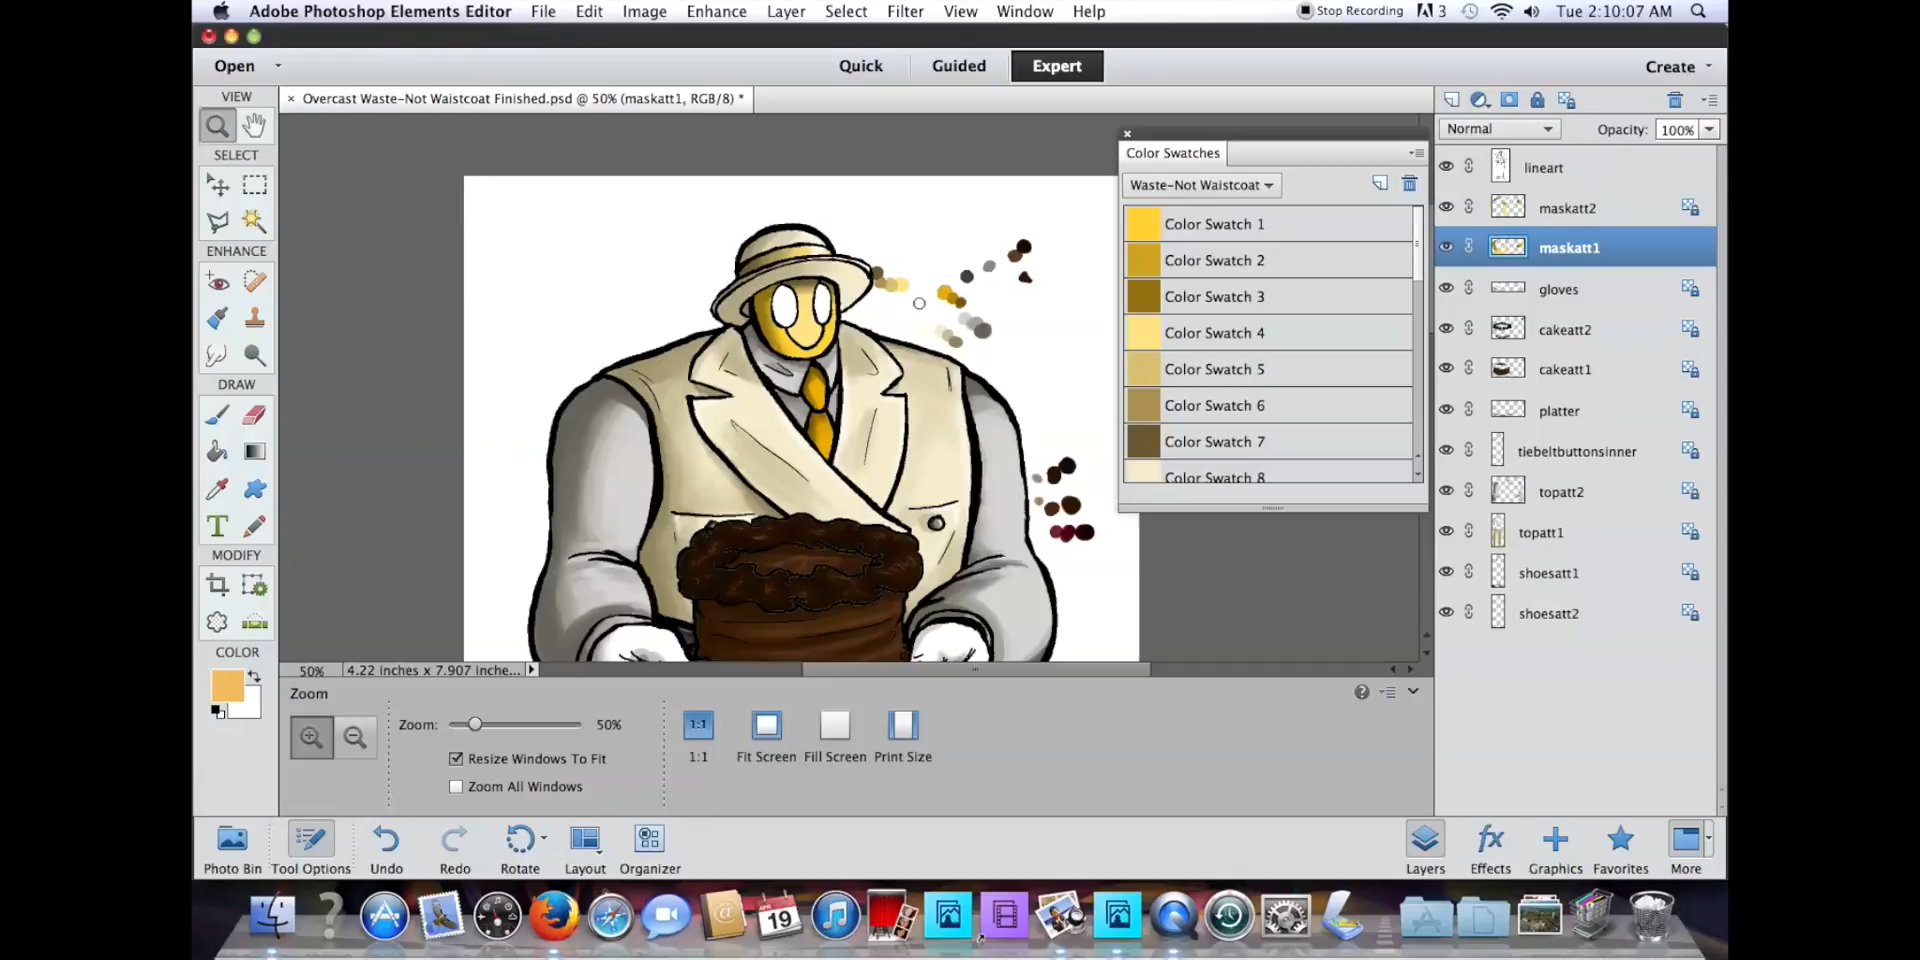 Adobe Photoshop Elements Editor File Edit Image Enhance Layer Select Filter View Window Help Stop Recording 3 Tue 2:10:07 AM
Open Quick Guided Expert Create
VIEW
× Overcast Waste-Not Waistcoat Finished.psd @ 50% (maskatt1, RGB/8) *
Normal Opacity: 100%
SELECT
ENHANCE
DRAW
T
MODIFY
COLOR
Color Swatches
Waste-Not Waistcoat
Color Swatch 1
Color Swatch 2
Color Swatch 3
Color Swatch 4
Color Swatch 5
Color Swatch 6
Color Swatch 7
Color Swatch 8
lineart
maskatt2
maskatt1
gloves
cakeatt2
cakeatt1
platter
tiebeltbuttonsinner
topatt2
topatt1
shoesatt1
shoesatt2
50% 4.22 inches x 7.907 inche...
Zoom
Zoom: 50%
Resize Windows To Fit
Zoom All Windows
1:1
1:1 Fit Screen Fill Screen Print Size
Photo Bin Tool Options Undo Redo Rotate Layout Organizer
fx
Layers Effects Graphics Favorites More
APR
19